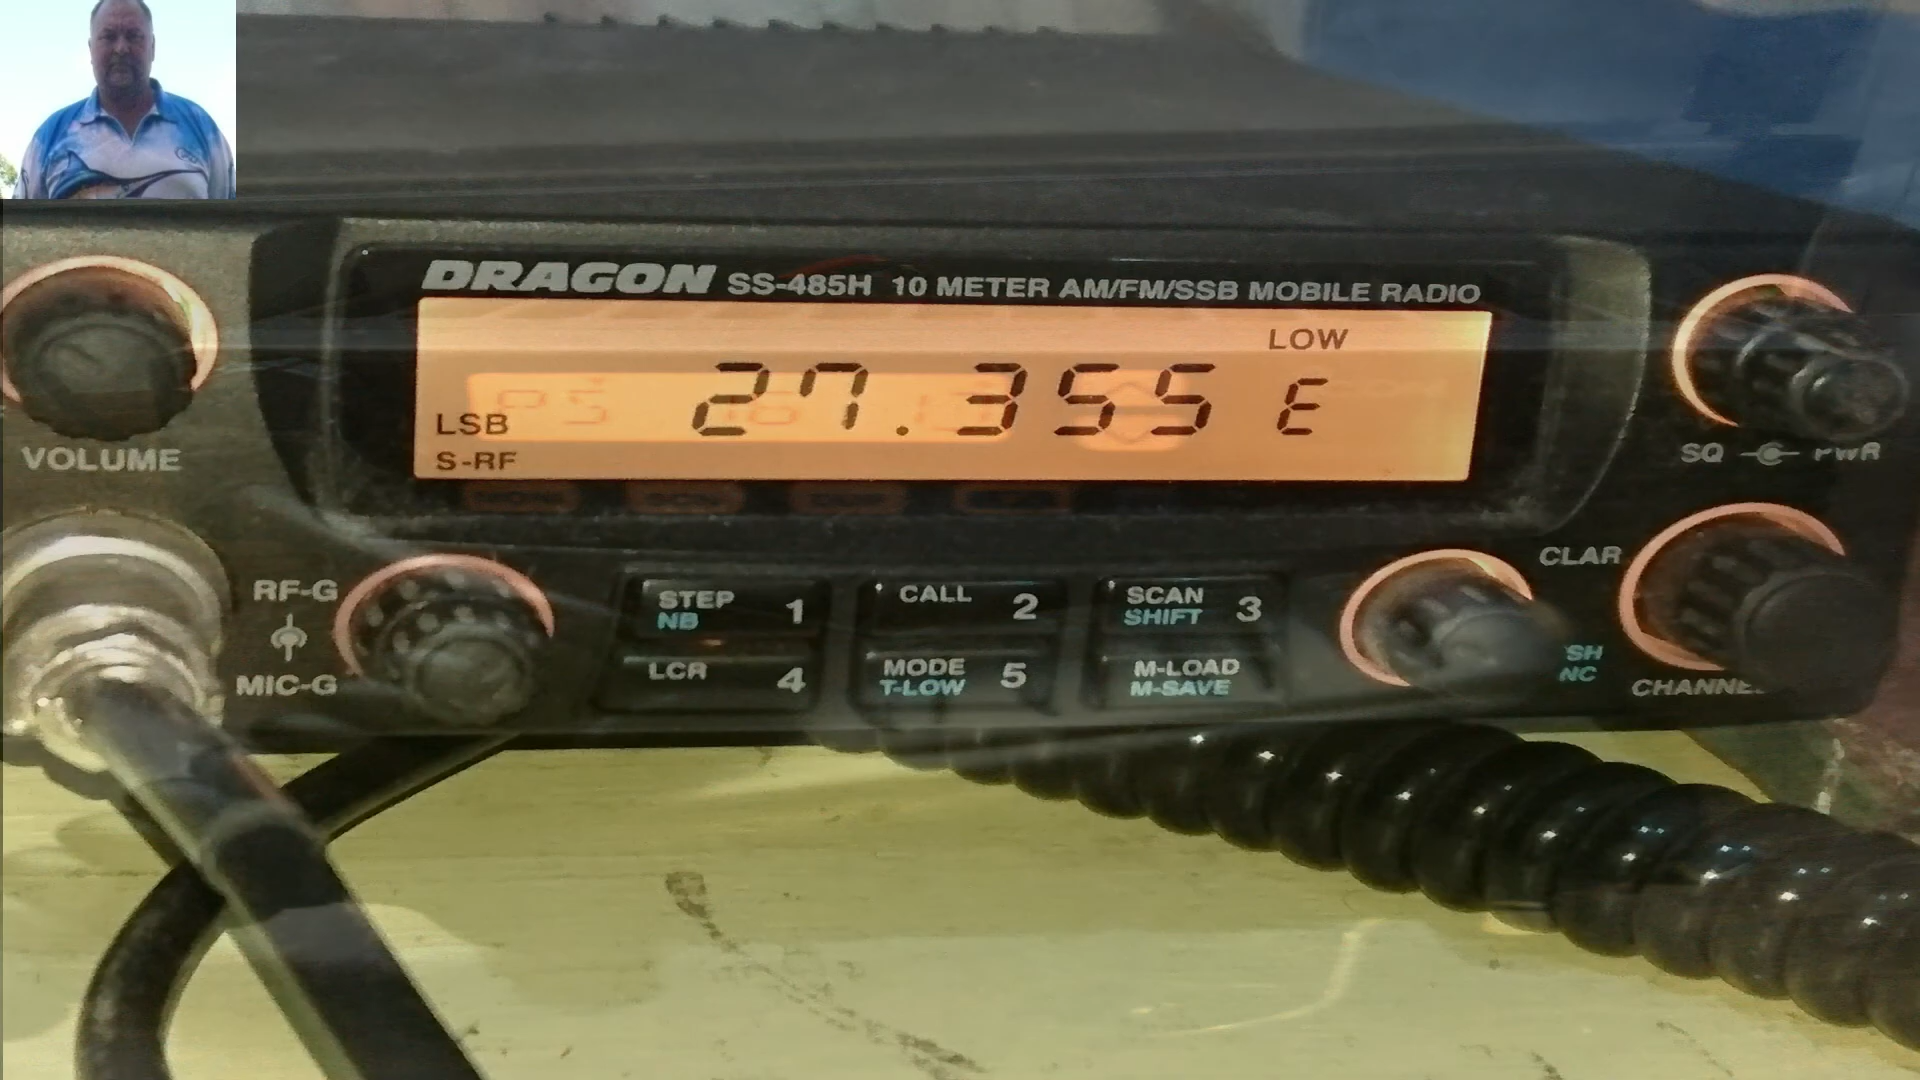 DRAGON SS-485H 10 METER AM/FM/SSB MOBILE RADIO
LOW
27.355 E
LSB
S-RF
VOLUME
SQ PWR
RF-G
MIC-G
STEP 1
NB
CALL 2
SCAN 3
SHIFT
LCR 4
MODE 5
T-LOW
M-LOAD
M-SAVE
CLAR
SH
NC